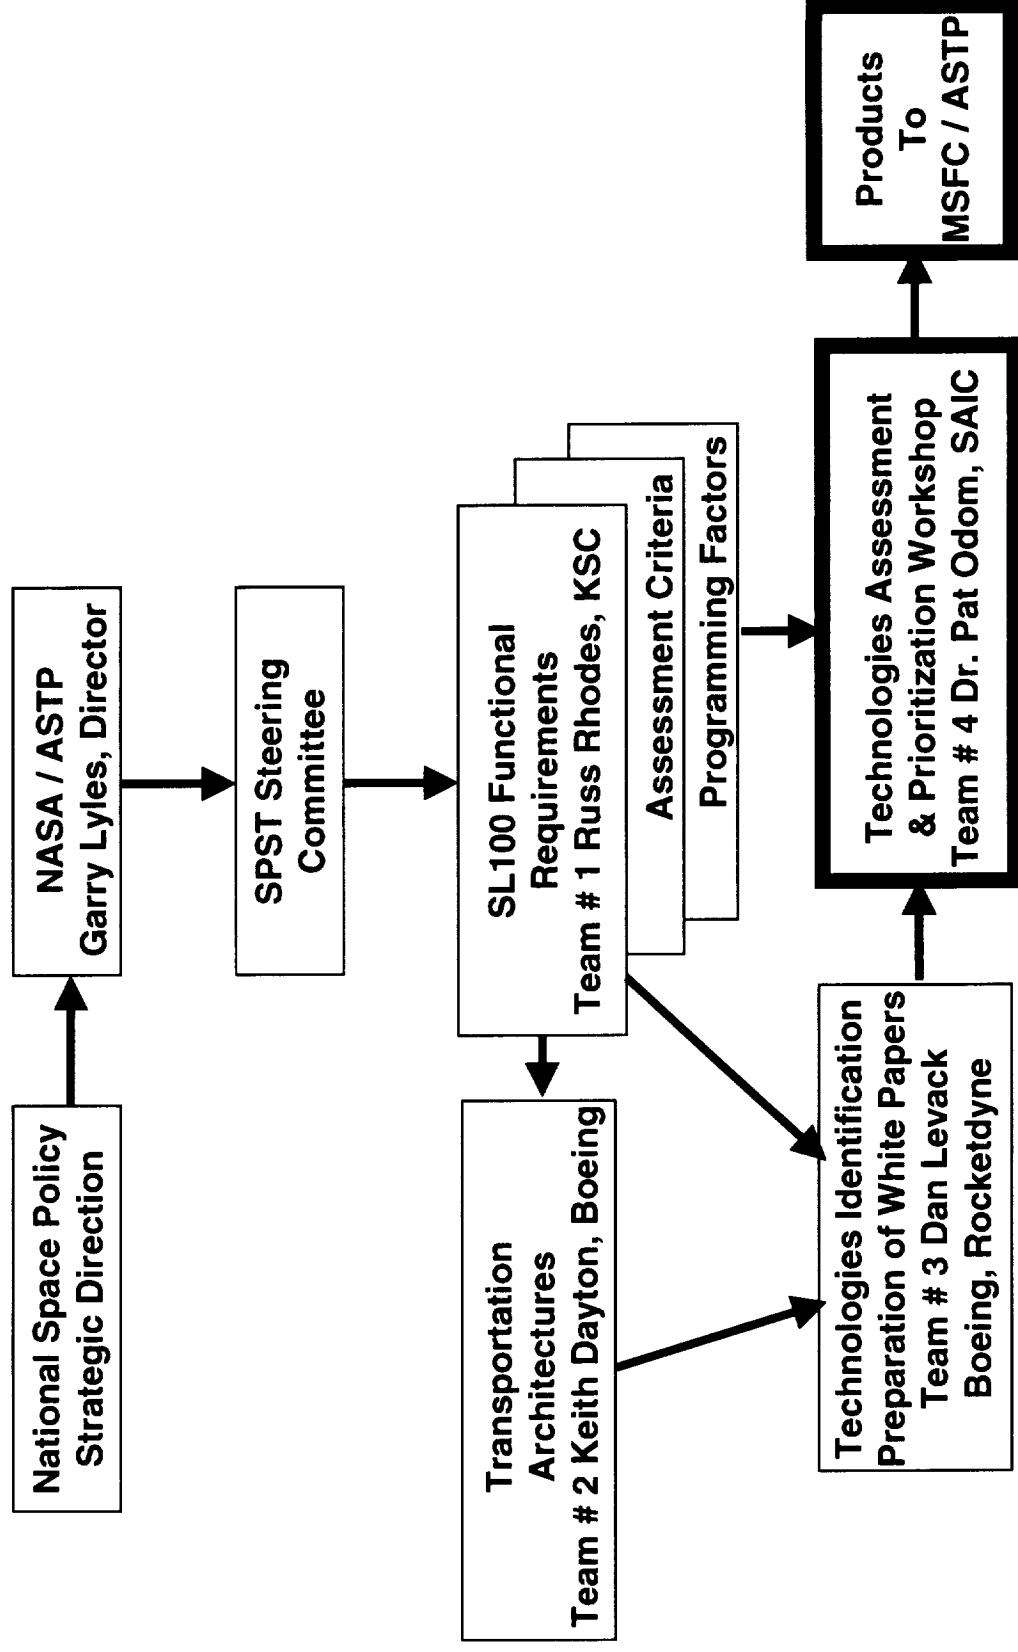 National Space Policy
Strategic Direction
NASA / ASTP
Garry Lyles, Director
SPST Steering
Committee
Transportation
Architectures
Team # 2 Keith Dayton, Boeing
SL100 Functional
Requirements
Team # 1 Russ Rhodes, KSC
Assessment Criteria
Programming Factors
Technologies Identification
Preparation of White Papers
Team # 3 Dan Levack
Boeing, Rocketdyne
Technologies Assessment
& Prioritization Workshop
Team # 4 Dr. Pat Odom, SAIC
Products
To
MSFC / ASTP